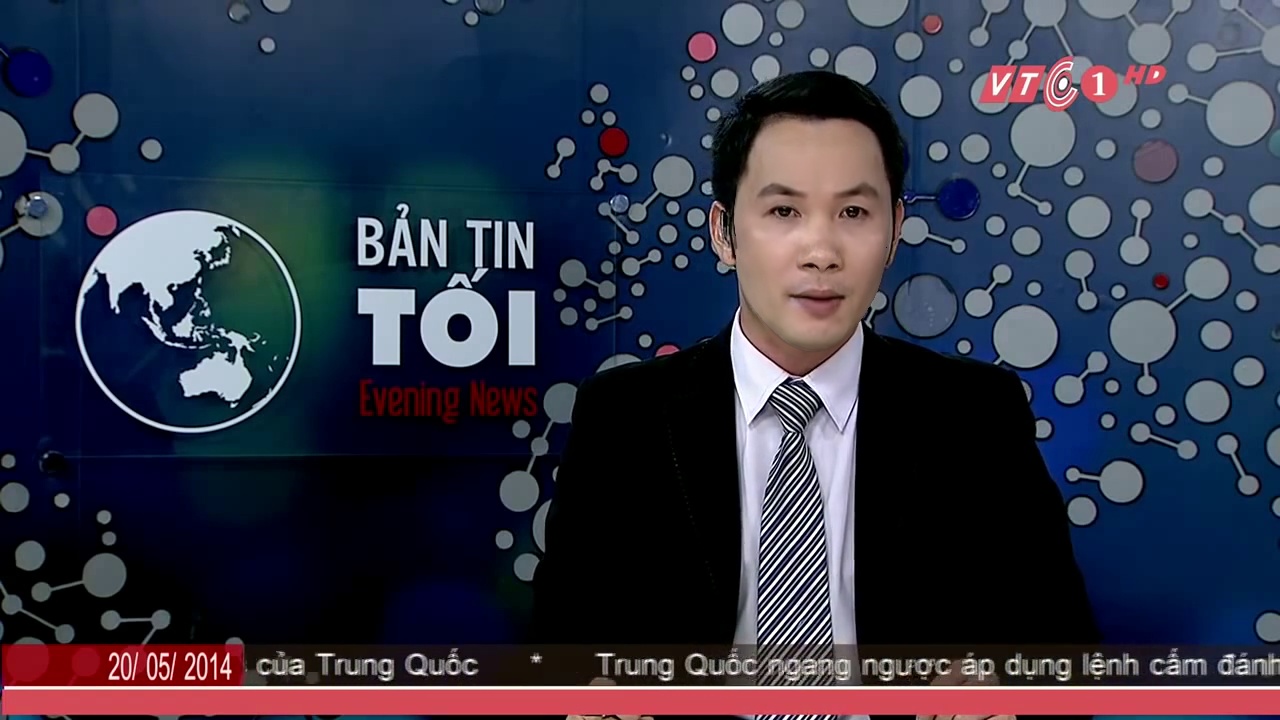 VTC1 HD
BẢN TIN
TỐI
Evening News
20/ 05/ 2014 của Trung Quốc * Trung Quốc ngang ngược áp dụng lệnh cấm đánh